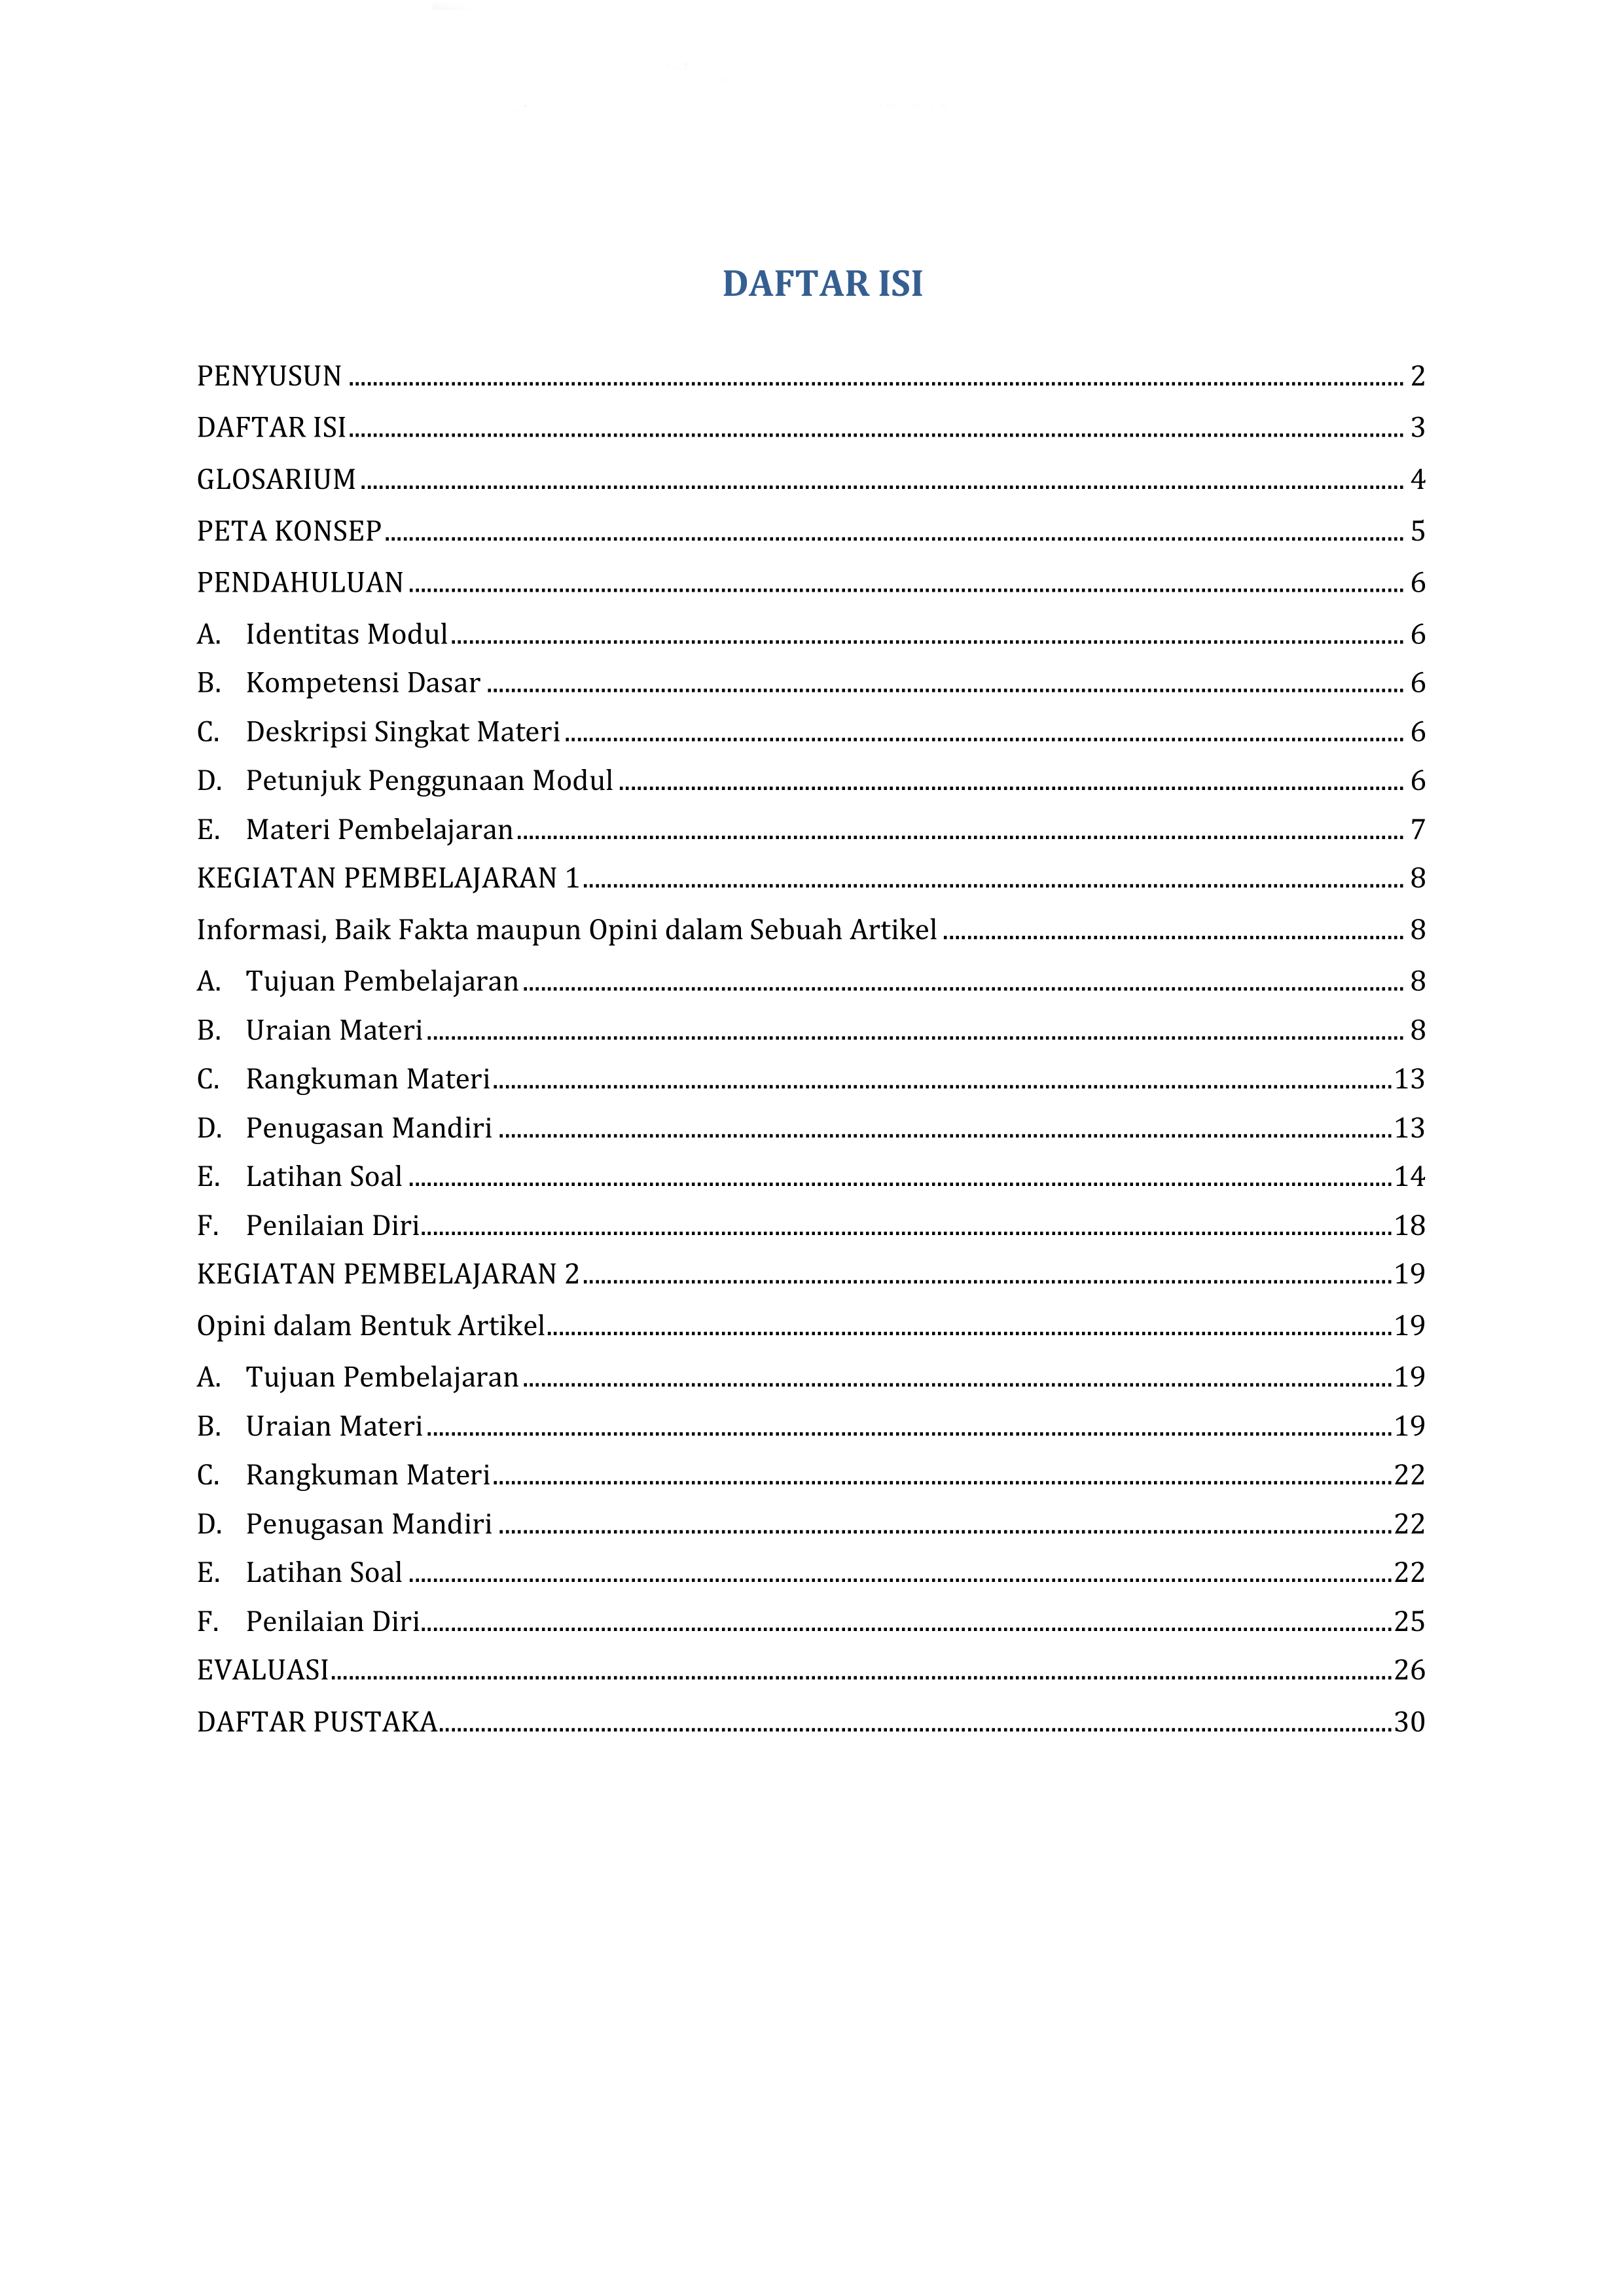 DAFTAR ISI
PENYUSUN ........ 2
DAFTAR ISI ........ 3
GLOSARIUM ........ 4
PETA KONSEP ........ 5
PENDAHULUAN ........ 6
A. Identitas Modul ........ 6
B. Kompetensi Dasar ........ 6
C. Deskripsi Singkat Materi ........ 6
D. Petunjuk Penggunaan Modul ........ 6
E. Materi Pembelajaran ........ 7
KEGIATAN PEMBELAJARAN 1 ........ 8
Informasi, Baik Fakta maupun Opini dalam Sebuah Artikel ........ 8
A. Tujuan Pembelajaran ........ 8
B. Uraian Materi ........ 8
C. Rangkuman Materi ........ 13
D. Penugasan Mandiri ........ 13
E. Latihan Soal ........ 14
F. Penilaian Diri ........ 18
KEGIATAN PEMBELAJARAN 2 ........ 19
Opini dalam Bentuk Artikel ........ 19
A. Tujuan Pembelajaran ........ 19
B. Uraian Materi ........ 19
C. Rangkuman Materi ........ 22
D. Penugasan Mandiri ........ 22
E. Latihan Soal ........ 22
F. Penilaian Diri ........ 25
EVALUASI ........ 26
DAFTAR PUSTAKA ........ 30